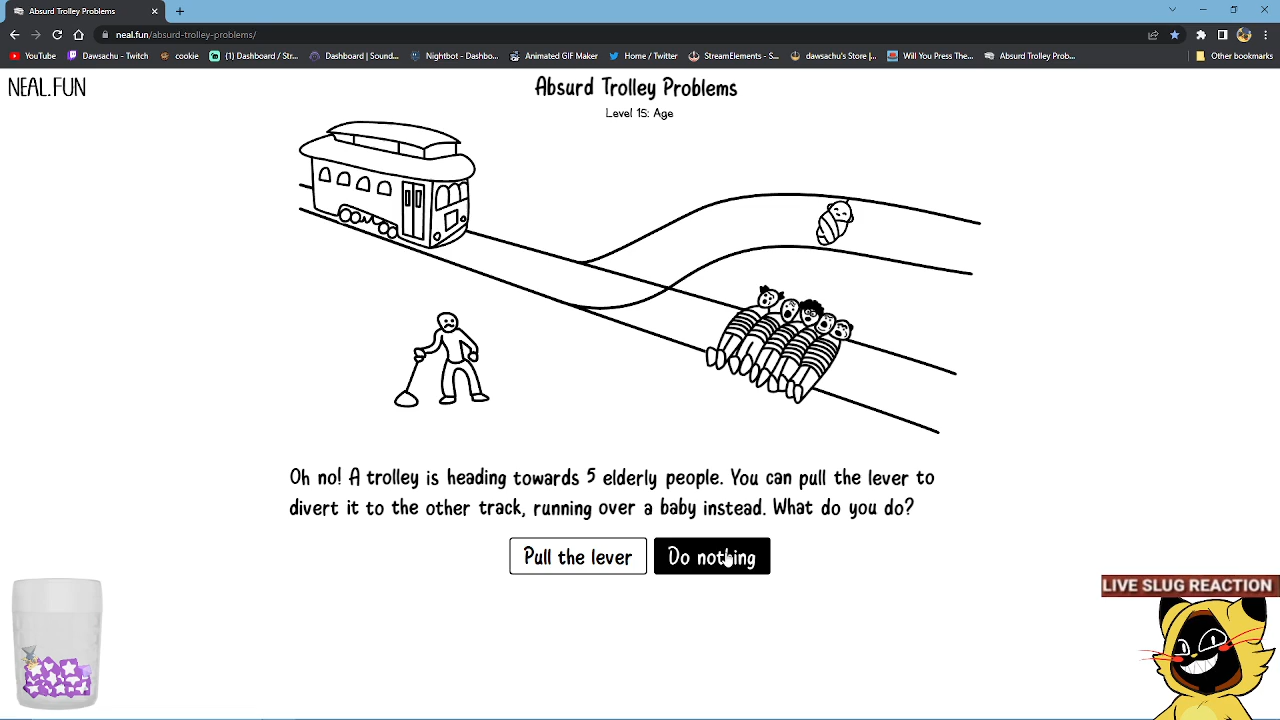 Absurd Trolley Problems
neal.fun/absurd-trolley-problems/
YouTube
Dawsachu - Twitch
cookie
(1) Dashboard / Str...
Dashboard | Sound...
Nightbot - Dashbo...
Animated GIF Maker
Home / Twitter
StreamElements - S...
dawsachu's Store |...
Will You Press The...
Absurd Trolley Prob...
Other bookmarks
NEAL.FUN
Absurd Trolley Problems
Level 15: Age
Oh no! A trolley is heading towards 5 elderly people. You can pull the lever to
divert it to the other track, running over a baby instead. What do you do?
Pull the lever
Do nothing
LIVE SLUG REACTION